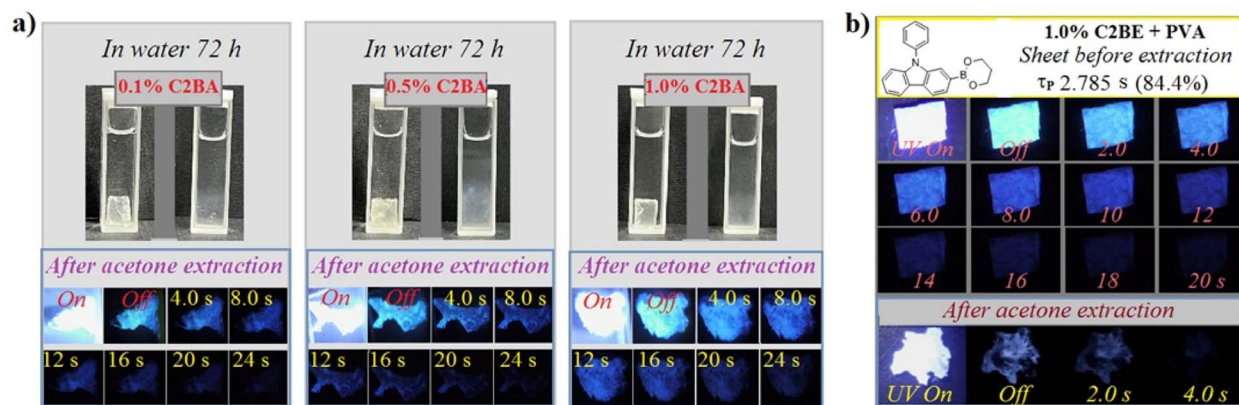 a)
In water 72 h
0.1% C2BA
After acetone extraction
On Off 4.0 s 8.0 s
12 s 16 s 20 s 24 s
In water 72 h
0.5% C2BA
After acetone extraction
On Off 4.0 s 8.0 s
12 s 16 s 20 s 24 s
In water 72 h
1.0% C2BA
After acetone extraction
On Off 4.0 s 8.0 s
12 s 16 s 20 s 24 s
b)
N
B
O
O
1.0% C2BE + PVA
Sheet before extraction
τP 2.785 s (84.4%)
UV On Off 2.0 4.0
6.0 8.0 10 12
14 16 18 20 s
After acetone extraction
UV On Off 2.0 s 4.0 s